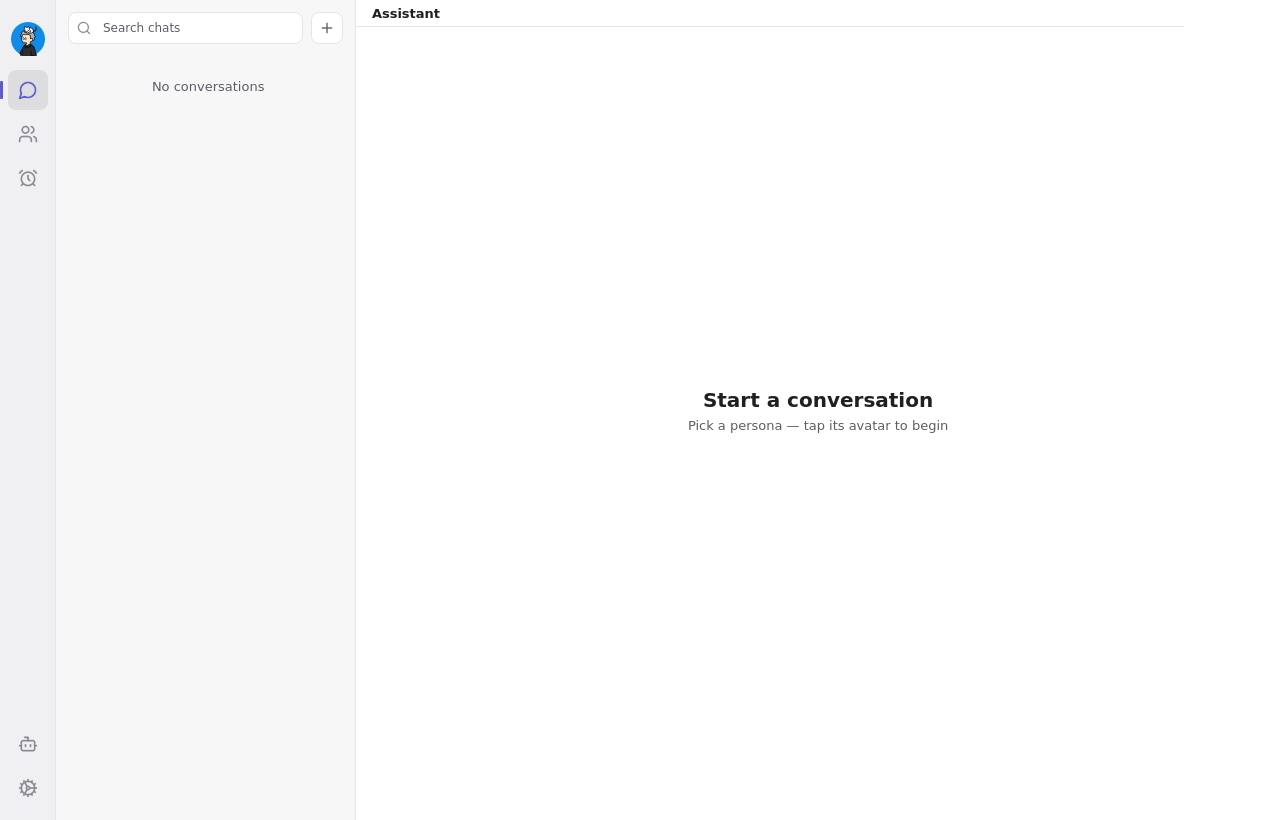 Search chats
No conversations
Assistant
Start a conversation
Pick a persona — tap its avatar to begin